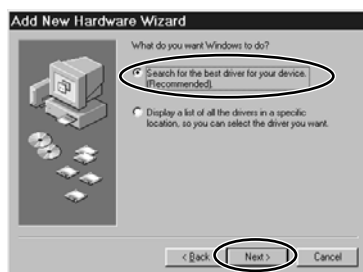 Add New Hardware Wizard
What do you want Windows to do?
Search for the best driver for your device.
(Recommended).
Display a list of all the drivers in a specific
location, so you can select the driver you want.
< Back
Next >
Cancel